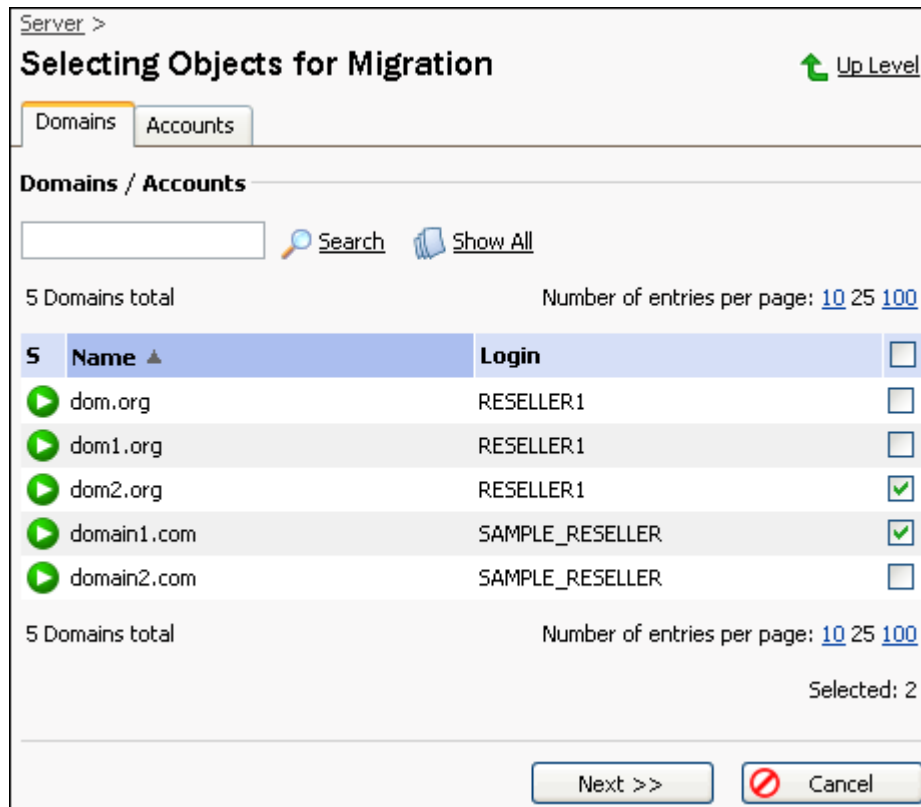 Server >
Selecting Objects for Migration
Up Level
Domains Accounts
Domains / Accounts
Search Show All
5 Domains total Number of entries per page: 10 25 100
S Name Login
dom.org RESELLER1
dom1.org RESELLER1
dom2.org RESELLER1
domain1.com SAMPLE_RESELLER
domain2.com SAMPLE_RESELLER
5 Domains total Number of entries per page: 10 25 100
Selected: 2
Next >> Cancel